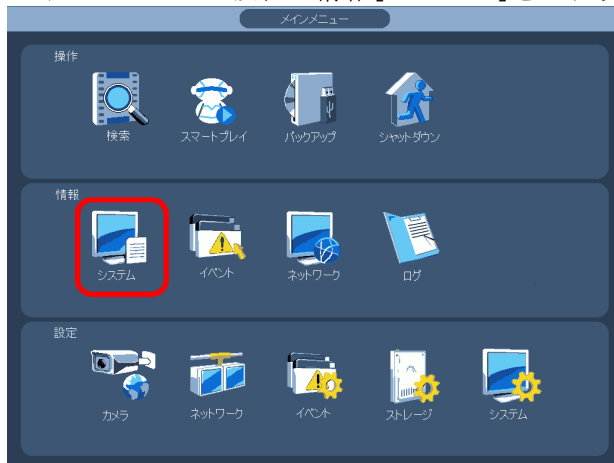 メインメニュー
操作
検索 スマートプレイ バックアップ シャットダウン
情報
システム イベント ネットワーク ログ
設定
カメラ ネットワーク イベント ストレージ システム